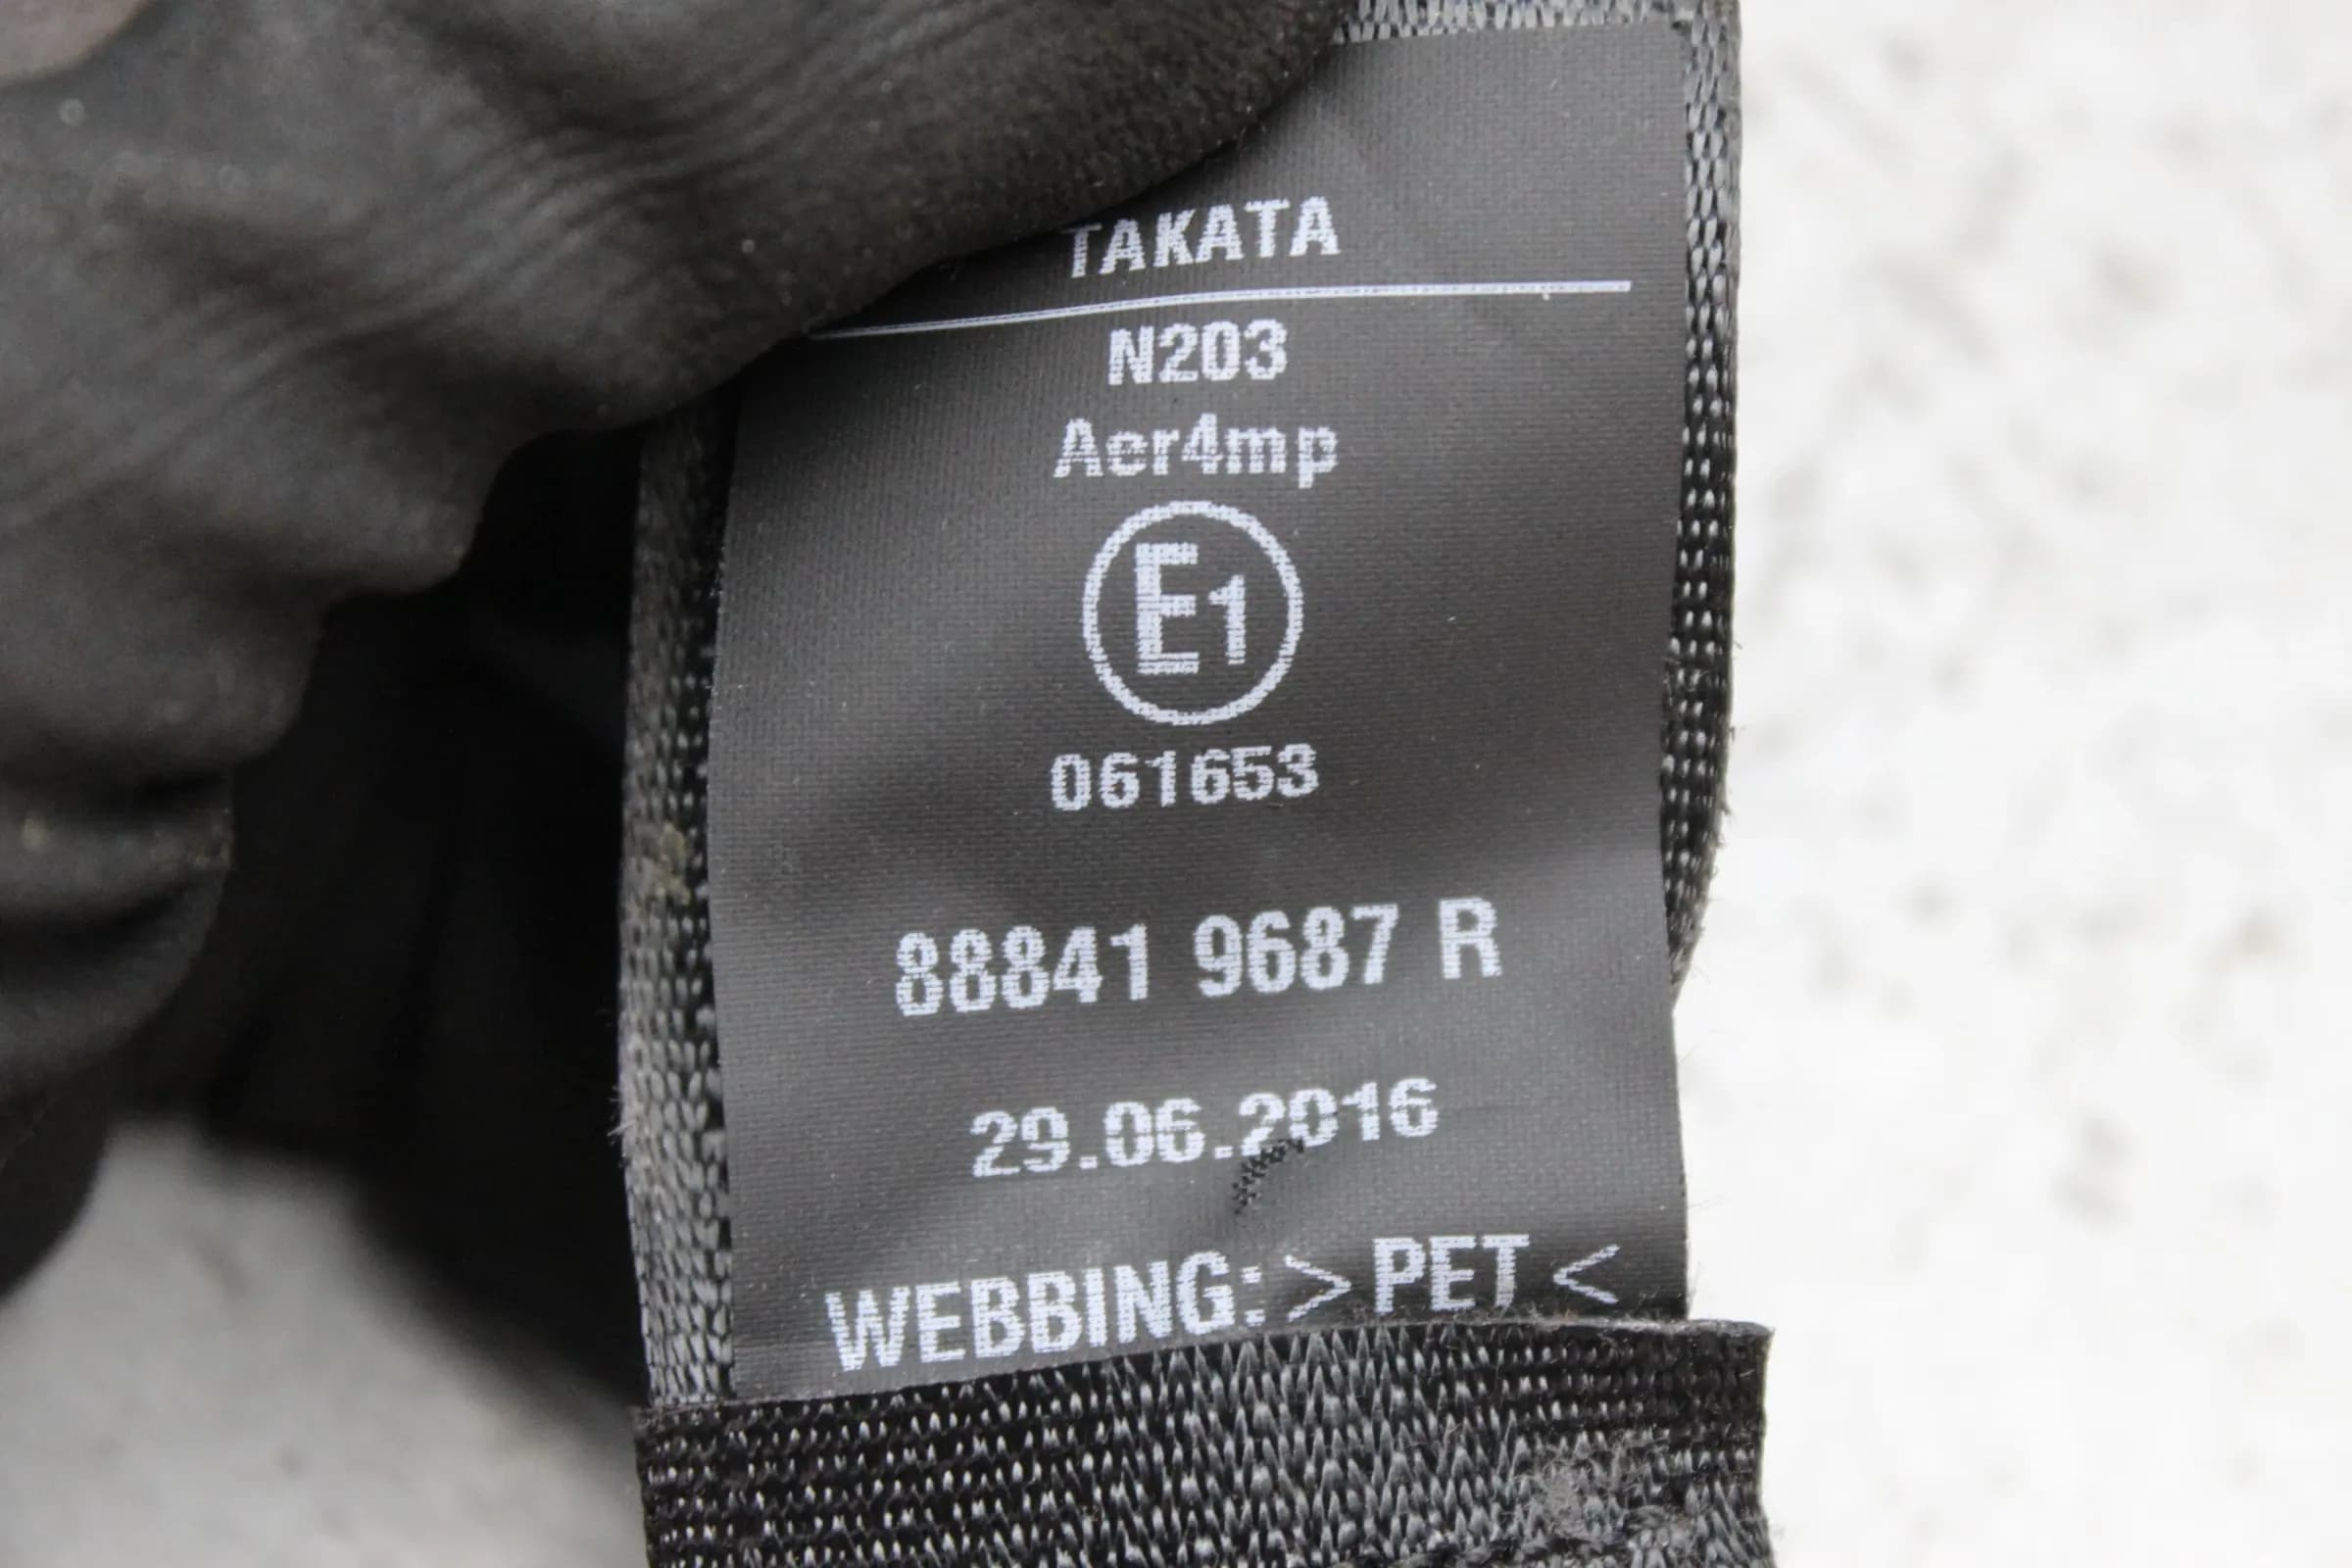 TAKATA
N203
Aer4mp
E1
061653
88841 9687 R
29.06.2016
WEBBING: >PET<